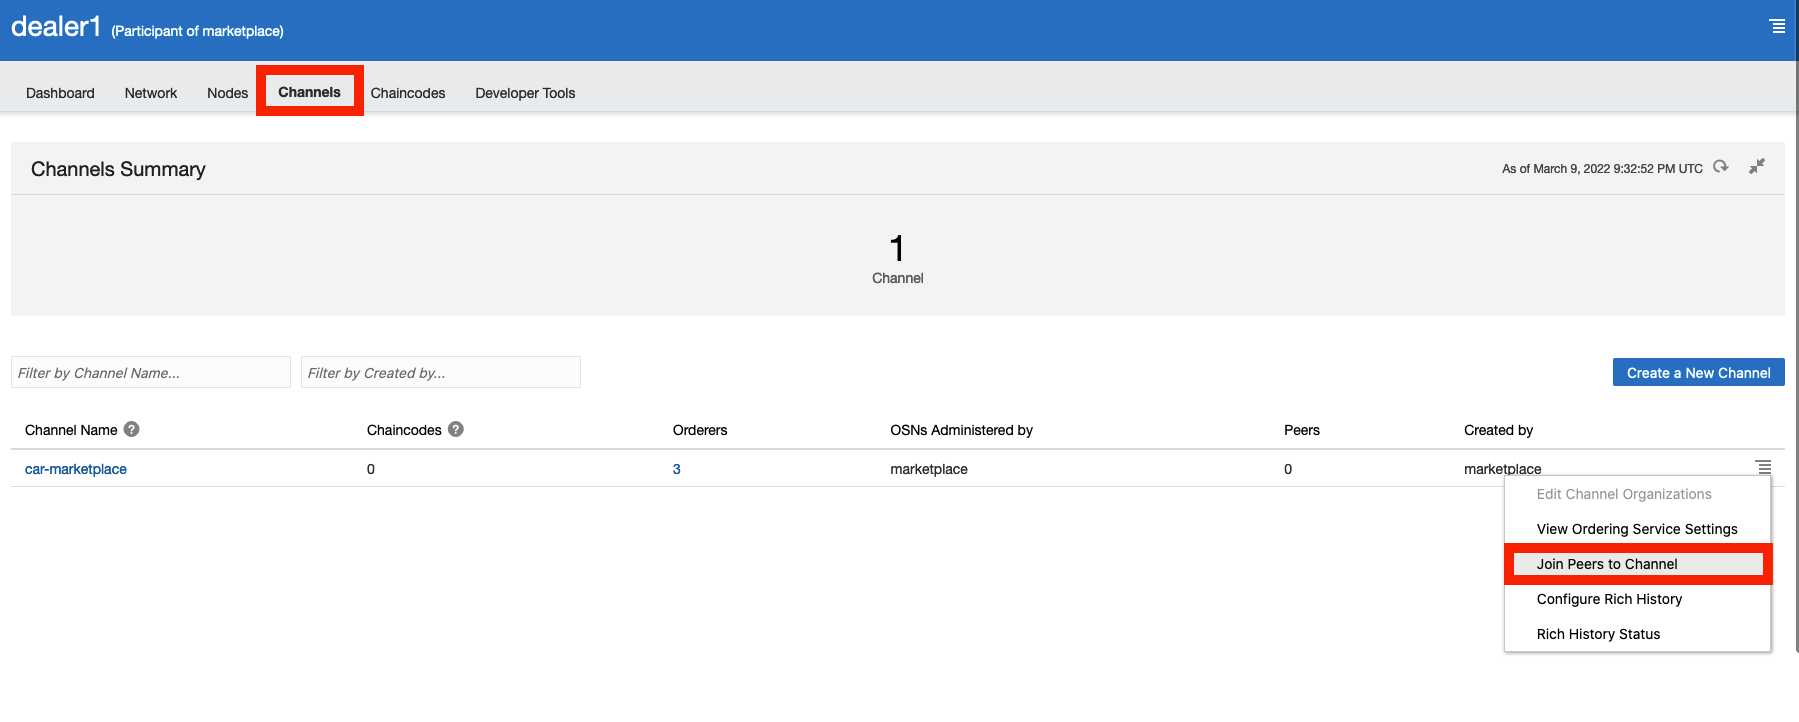 dealer1 (Participant of marketplace)
Dashboard Network Nodes Channels Chaincodes Developer Tools
Channels Summary As of March 9, 2022 9:32:52 PM UTC
1
Channel
Filter by Channel Name... Filter by Created by... Create a New Channel
Channel Name ? Chaincodes ? Orderers OSNs Administered by Peers Created by
car-marketplace 0 3 marketplace 0 marketplace
Edit Channel Organizations
View Ordering Service Settings
Join Peers to Channel
Configure Rich History
Rich History Status